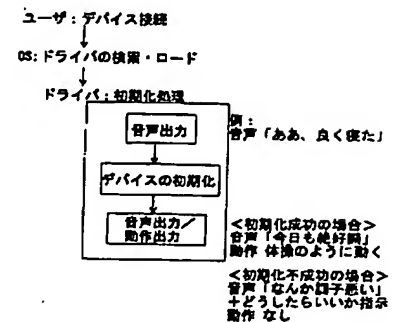 ユーザ：デバイス接続
OS：ドライバの検索・ロード
ドライバ：初期化処理
音声出力
例：
音声「ああ、良く寝た」
デバイスの初期化
音声出力／
動作出力
＜初期化成功の場合＞
音声「今日も絶好調」
動作 体操のように動く
＜初期化不成功の場合＞
音声「なんか調子悪い」
＋どうしたらいいか指示
動作 なし